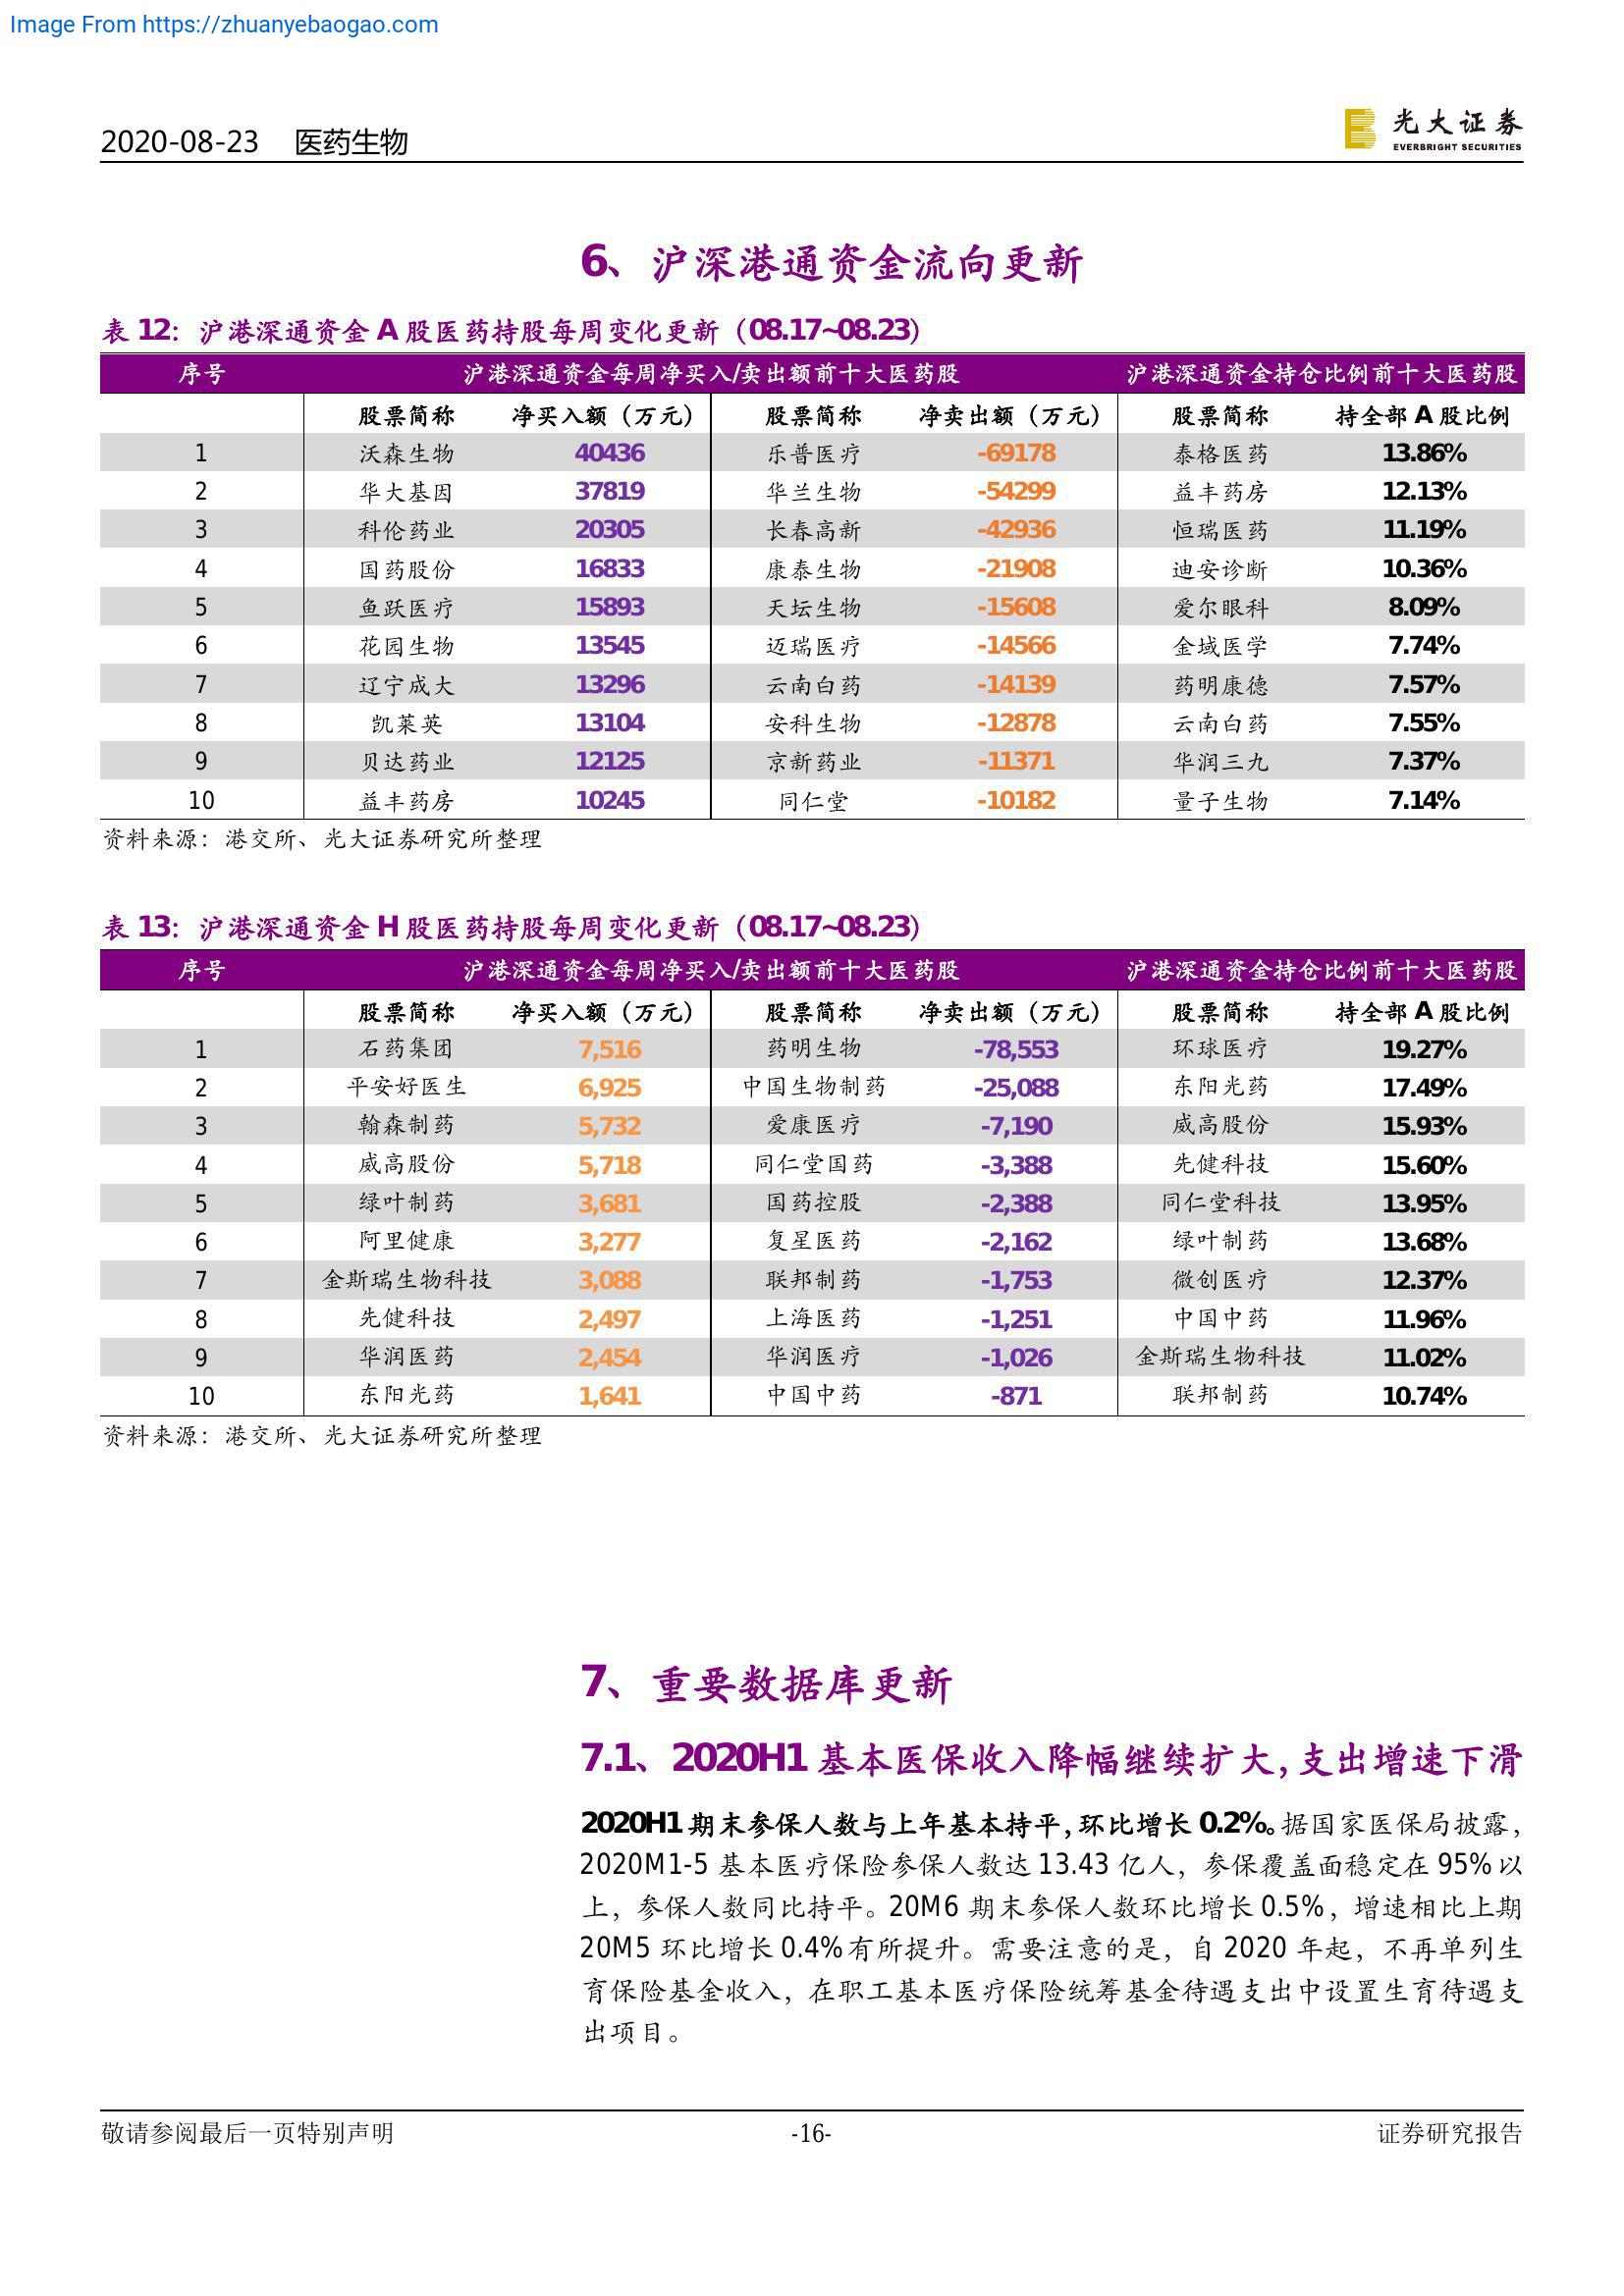 Image From https://zhuanyebaogao.com
2020-08-23 医药生物
光大证券
EVERBRIGHT SECURITIES
6、沪深港通资金流向更新
表 12：沪港深通资金 A 股医药持股每周变化更新（08.17~08.23）
序号 沪港深通资金每周净买入/卖出额前十大医药股 沪港深通资金持仓比例前十大医药股
股票简称 净买入额（万元） 股票简称 净卖出额（万元） 股票简称 持全部 A 股比例
1 沃森生物 40436 乐普医疗 -69178 泰格医药 13.86%
2 华大基因 37819 华兰生物 -54299 益丰药房 12.13%
3 科伦药业 20305 长春高新 -42936 恒瑞医药 11.19%
4 国药股份 16833 康泰生物 -21908 迪安诊断 10.36%
5 鱼跃医疗 15893 天坛生物 -15608 爱尔眼科 8.09%
6 花园生物 13545 迈瑞医疗 -14566 金域医学 7.74%
7 辽宁成大 13296 云南白药 -14139 药明康德 7.57%
8 凯莱英 13104 安科生物 -12878 云南白药 7.55%
9 贝达药业 12125 京新药业 -11371 华润三九 7.37%
10 益丰药房 10245 同仁堂 -10182 量子生物 7.14%
资料来源：港交所、光大证券研究所整理
表 13：沪港深通资金 H 股医药持股每周变化更新（08.17~08.23）
序号 沪港深通资金每周净买入/卖出额前十大医药股 沪港深通资金持仓比例前十大医药股
股票简称 净买入额（万元） 股票简称 净卖出额（万元） 股票简称 持全部 A 股比例
1 石药集团 7,516 药明生物 -78,553 环球医疗 19.27%
2 平安好医生 6,925 中国生物制药 -25,088 东阳光药 17.49%
3 翰森制药 5,732 爱康医疗 -7,190 威高股份 15.93%
4 威高股份 5,718 同仁堂国药 -3,388 先健科技 15.60%
5 绿叶制药 3,681 国药控股 -2,388 同仁堂科技 13.95%
6 阿里健康 3,277 复星医药 -2,162 绿叶制药 13.68%
7 金斯瑞生物科技 3,088 联邦制药 -1,753 微创医疗 12.37%
8 先健科技 2,497 上海医药 -1,251 中国中药 11.96%
9 华润医药 2,454 华润医疗 -1,026 金斯瑞生物科技 11.02%
10 东阳光药 1,641 中国中药 -871 联邦制药 10.74%
资料来源：港交所、光大证券研究所整理
7、重要数据库更新
7.1、2020H1 基本医保收入降幅继续扩大，支出增速下滑
2020H1 期末参保人数与上年基本持平，环比增长 0.2%。据国家医保局披露，
2020M1-5 基本医疗保险参保人数达 13.43 亿人，参保覆盖面稳定在 95%以
上，参保人数同比持平。20M6 期末参保人数环比增长 0.5%，增速相比上期
20M5 环比增长 0.4%有所提升。需要注意的是，自 2020 年起，不再单列生
育保险基金收入，在职工基本医疗保险统筹基金待遇支出中设置生育待遇支
出项目。
敬请参阅最后一页特别声明 -16- 证券研究报告